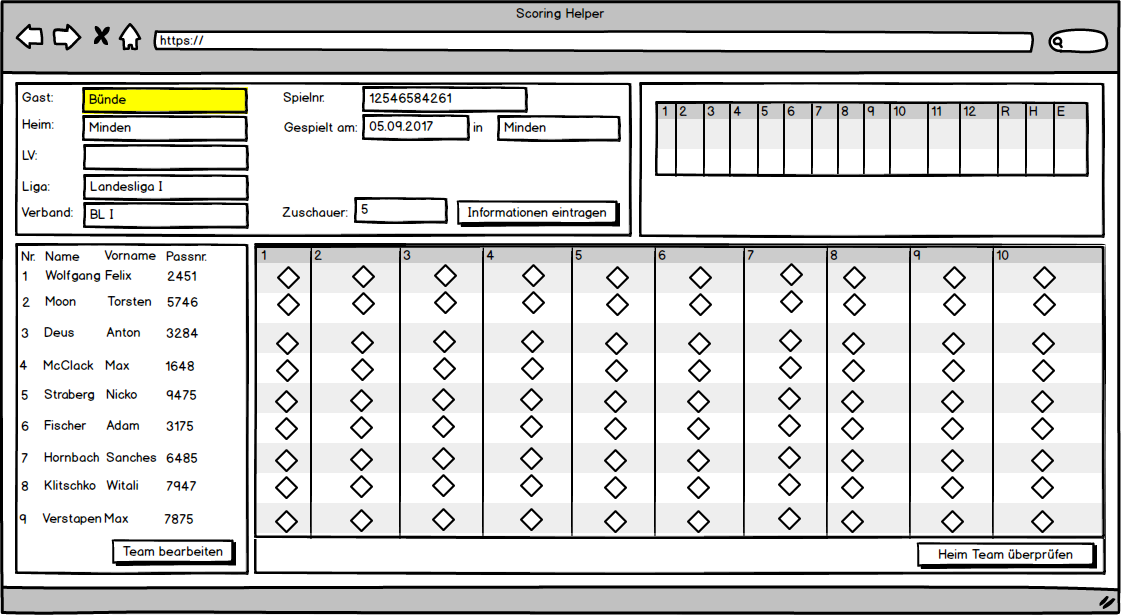 Scoring Helper
https://
Gast: Bünde Spielnr. 12546584261
Heim: Minden Gespielt am: 05.09.2017 in Minden
LV:
Liga: Landesliga I
Verband: BL I Zuschauer: 5 Informationen eintragen
1 2 3 4 5 6 7 8 9 10 11 12 R H E
Nr. Name Vorname Passnr.
1 Wolfgang Felix 2451
2 Moon Torsten 5746
3 Deus Anton 3284
4 McClack Max 1648
5 Straberg Nicko 9475
6 Fischer Adam 3175
7 Hornbach Sanches 6485
8 Klitschko Witali 7947
9 Verstapen Max 7875
Team bearbeiten
1 2 3 4 5 6 7 8 9 10
Heim Team überprüfen